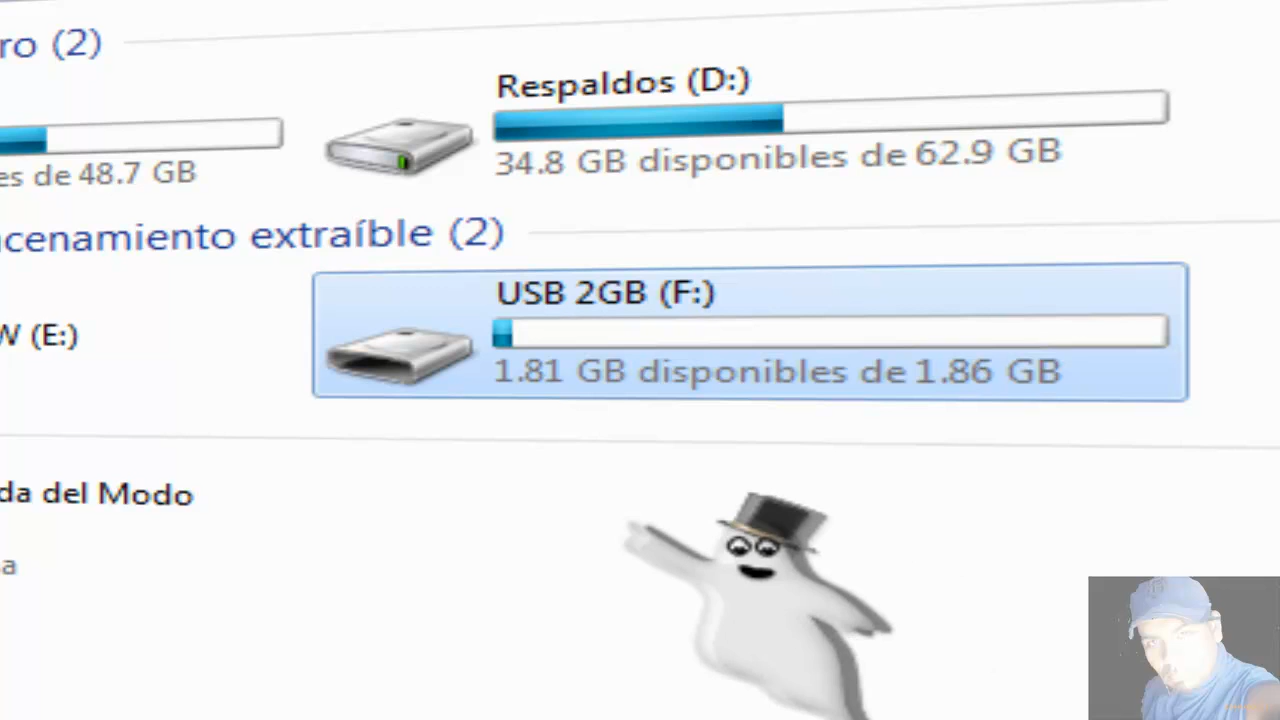 ro (2)
Respaldos (D:)
es de 48.7 GB
34.8 GB disponibles de 62.9 GB
cenamiento extraíble (2)
W (E:)
USB 2GB (F:)
1.81 GB disponibles de 1.86 GB
da del Modo
a